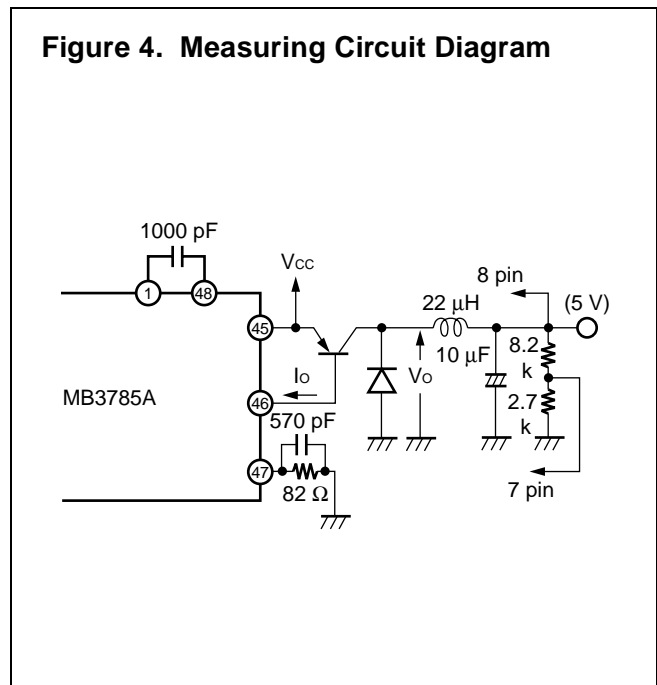 Figure 4. Measuring Circuit Diagram
1000 pF
1
48
VCC
8 pin
(5 V)
45
22 μH
10 μF
8.2
k
IO
VO
MB3785A
46
2.7
k
570 pF
47
82 Ω
7 pin